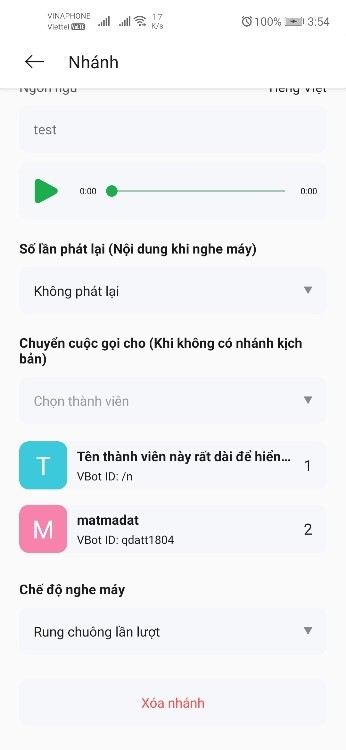 VINAPHONE
Viettel VoLTE
17 K/s
100%
3:54
Nhánh
Ngôn ngữ
Tiếng Việt
test
0:00
0:00
Số lần phát lại (Nội dung khi nghe máy)
Không phát lại
Chuyển cuộc gọi cho (Khi không có nhánh kịch
bản)
Chọn thành viên
T
Tên thành viên này rất dài để hiển...
1
VBot ID: /n
M
matmadat
2
VBot ID: qdatt1804
Chế độ nghe máy
Rung chuông lần lượt
Xóa nhánh